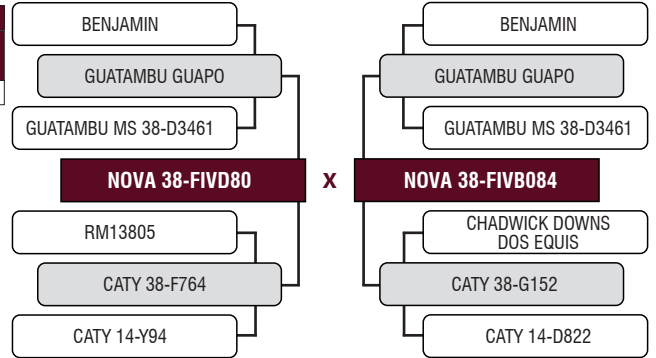 BENJAMIN
GUATAMBU GUAPO
GUATAMBU MS 38-D3461
NOVA 38-FIVD80
RM13805
CATY 38-F764
CATY 14-Y94
X
BENJAMIN
GUATAMBU GUAPO
GUATAMBU MS 38-D3461
NOVA 38-FIVB084
CHADWICK DOWNS
DOS EQUIS
CATY 38-G152
CATY 14-D822